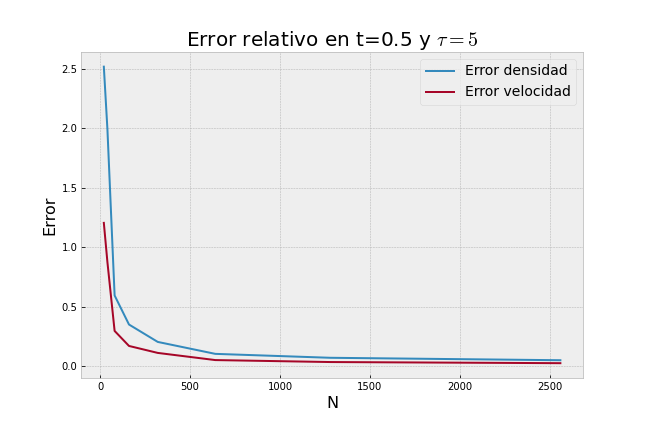 Error relativo en t=0.5 y τ = 5
Error densidad
Error velocidad
Error
2.5
2.0
1.5
1.0
0.5
0.0
0 500 1000 1500 2000 2500
N